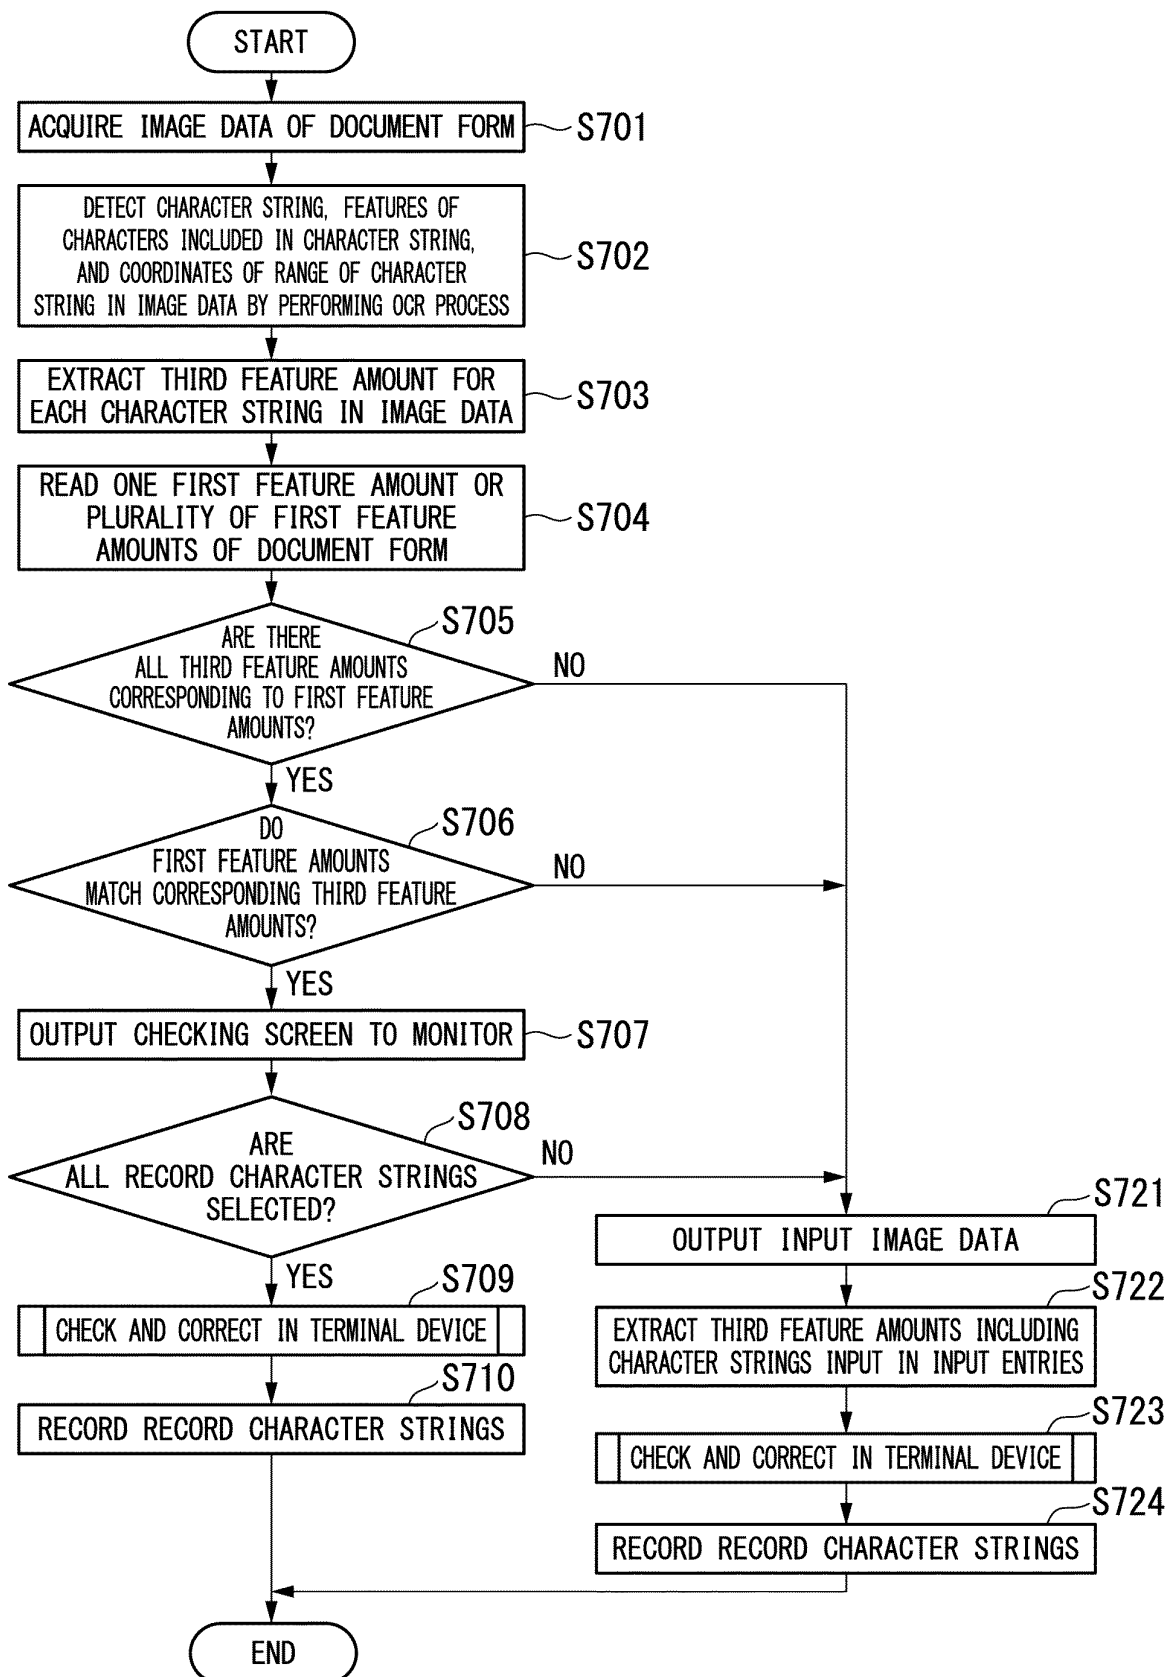 START
ACQUIRE IMAGE DATA OF DOCUMENT FORM
S701
DETECT CHARACTER STRING, FEATURES OF
CHARACTERS INCLUDED IN CHARACTER STRING,
AND COORDINATES OF RANGE OF CHARACTER
STRING IN IMAGE DATA BY PERFORMING OCR PROCESS
S702
EXTRACT THIRD FEATURE AMOUNT FOR
EACH CHARACTER STRING IN IMAGE DATA
S703
READ ONE FIRST FEATURE AMOUNT OR
PLURALITY OF FIRST FEATURE
AMOUNTS OF DOCUMENT FORM
S704
S705
ARE THERE
ALL THIRD FEATURE AMOUNTS
CORRESPONDING TO FIRST FEATURE
AMOUNTS?
NO
YES
S706
DO
FIRST FEATURE AMOUNTS
MATCH CORRESPONDING THIRD FEATURE
AMOUNTS?
NO
YES
OUTPUT CHECKING SCREEN TO MONITOR
S707
S708
ARE
ALL RECORD CHARACTER STRINGS
SELECTED?
NO
YES
S709
CHECK AND CORRECT IN TERMINAL DEVICE
S710
RECORD RECORD CHARACTER STRINGS
S721
OUTPUT INPUT IMAGE DATA
S722
EXTRACT THIRD FEATURE AMOUNTS INCLUDING
CHARACTER STRINGS INPUT IN INPUT ENTRIES
S723
CHECK AND CORRECT IN TERMINAL DEVICE
S724
RECORD RECORD CHARACTER STRINGS
END